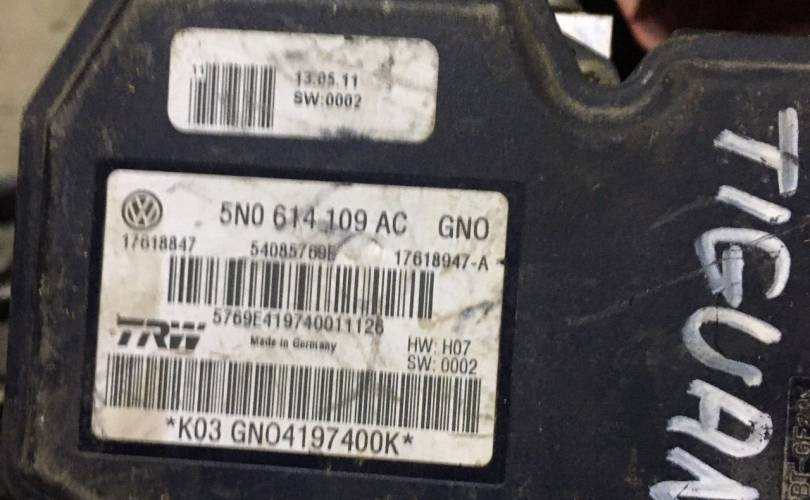 13.05.11
SW:0002
5N0 614 109 AC GNO
17618847 54085769E 17618947-A
5769E419740011126
TRW
Made in Germany
HW: H07
SW: 0002
*K03 GNO4197400K*
TIGUAN